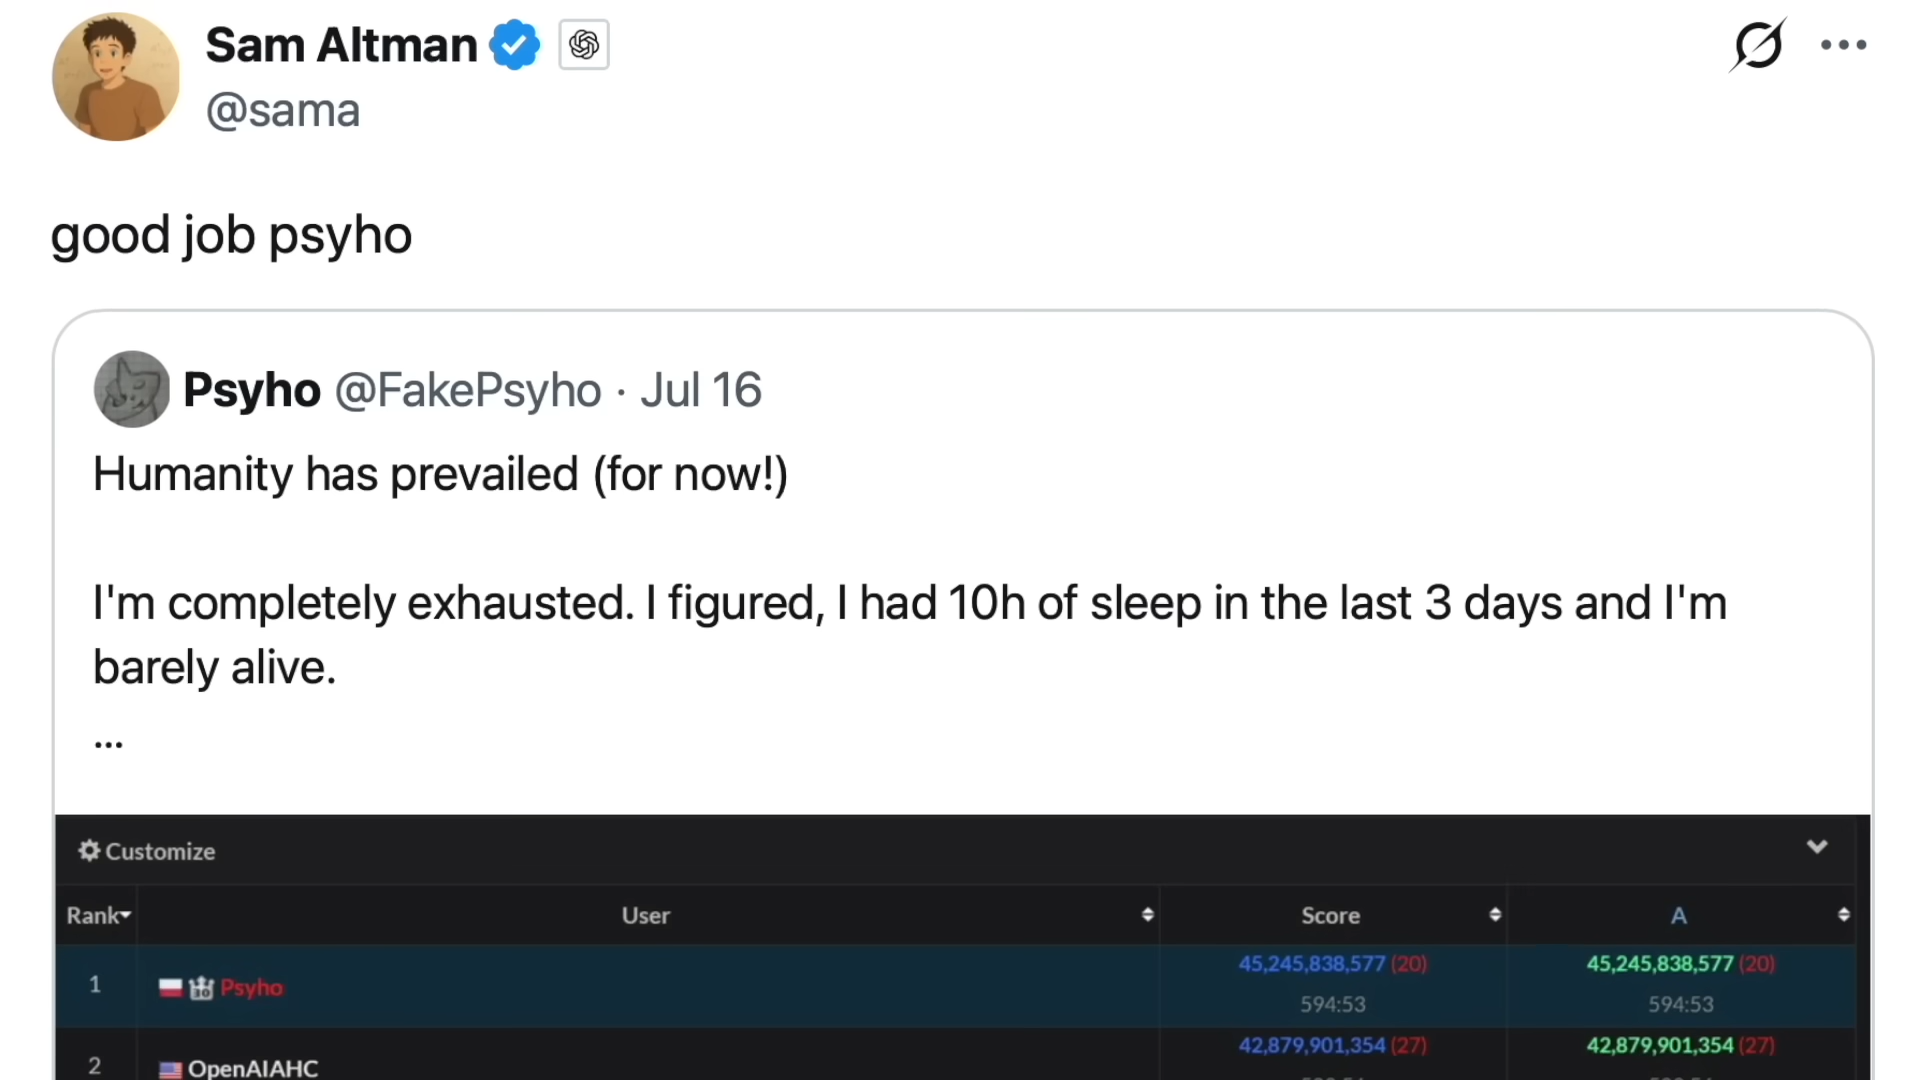 Sam Altman
@sama
good job psyho
Psyho @FakePsyho · Jul 16
Humanity has prevailed (for now!)
I'm completely exhausted. I figured, I had 10h of sleep in the last 3 days and I'm
barely alive.
...
Customize
Rank User Score A
1 Psyho 45,245,838,577 (20) 45,245,838,577 (20)
594:53 594:53
2 OpenAIAHC 42,879,901,354 (27) 42,879,901,354 (27)